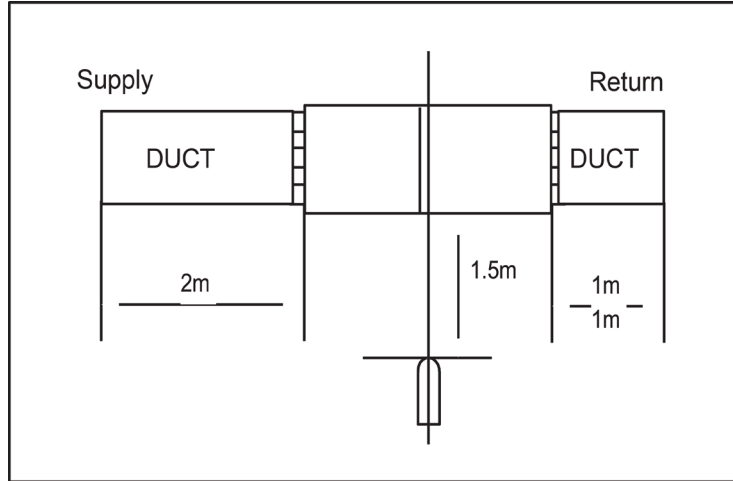 Supply
Return
DUCT
DUCT
1.5m
2m
1m
1m